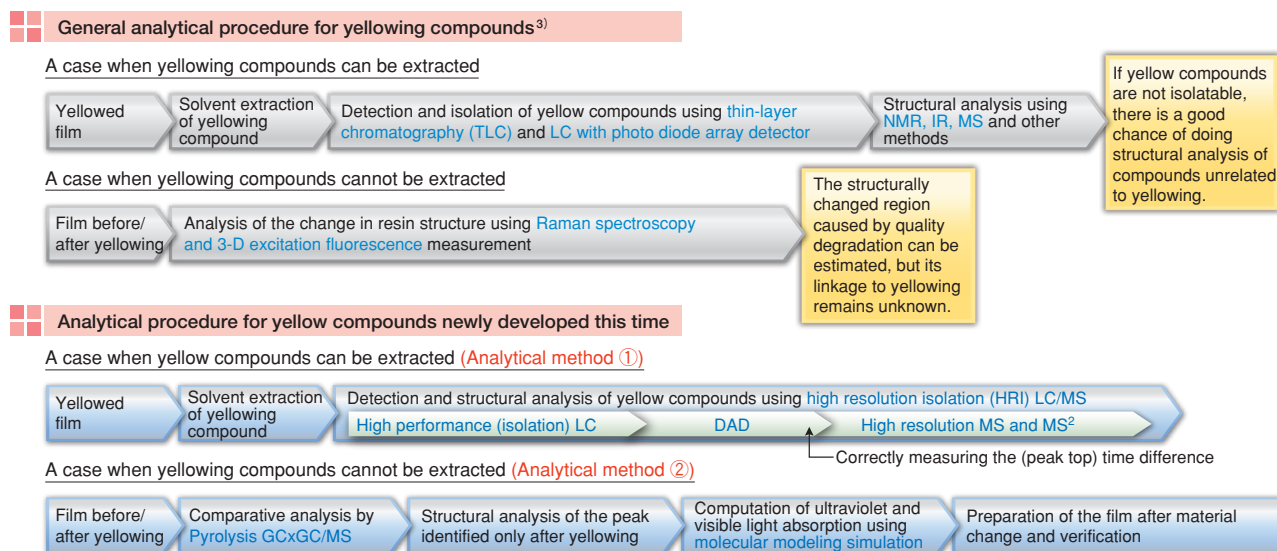 General analytical procedure for yellowing compounds3)
A case when yellowing compounds can be extracted
Yellowed
film
Solvent extraction
of yellowing
compound
Detection and isolation of yellow compounds using thin-layer
chromatography (TLC) and LC with photo diode array detector
Structural analysis using
NMR, IR, MS and other
methods
If yellow compounds
are not isolatable,
there is a good
chance of doing
structural analysis of
compounds unrelated
to yellowing.
A case when yellowing compounds cannot be extracted
Film before/
after yellowing
Analysis of the change in resin structure using Raman spectroscopy
and 3-D excitation fluorescence measurement
The structurally
changed region
caused by quality
degradation can be
estimated, but its
linkage to yellowing
remains unknown.
Analytical procedure for yellow compounds newly developed this time
A case when yellow compounds can be extracted (Analytical method ①)
Yellowed
film
Solvent extraction
of yellowing
compound
Detection and structural analysis of yellow compounds using high resolution isolation (HRI) LC/MS
High performance (isolation) LC
DAD
High resolution MS and MS²
Correctly measuring the (peak top) time difference
A case when yellowing compounds cannot be extracted (Analytical method ②)
Film before/
after yellowing
Comparative analysis by
Pyrolysis GCxGC/MS
Structural analysis of the peak
identified only after yellowing
Computation of ultraviolet and
visible light absorption using
molecular modeling simulation
Preparation of the film after material
change and verification